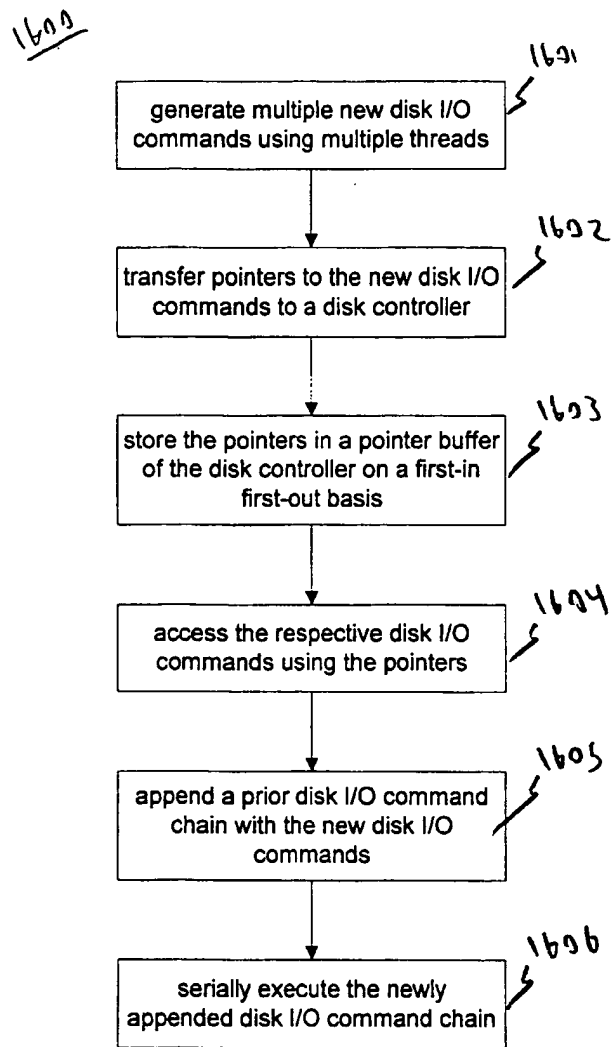 1600
1601
generate multiple new disk I/O
commands using multiple threads
1602
transfer pointers to the new disk I/O
commands to a disk controller
1603
store the pointers in a pointer buffer
of the disk controller on a first-in
first-out basis
1604
access the respective disk I/O
commands using the pointers
1605
append a prior disk I/O command
chain with the new disk I/O
commands
1606
serially execute the newly
appended disk I/O command chain